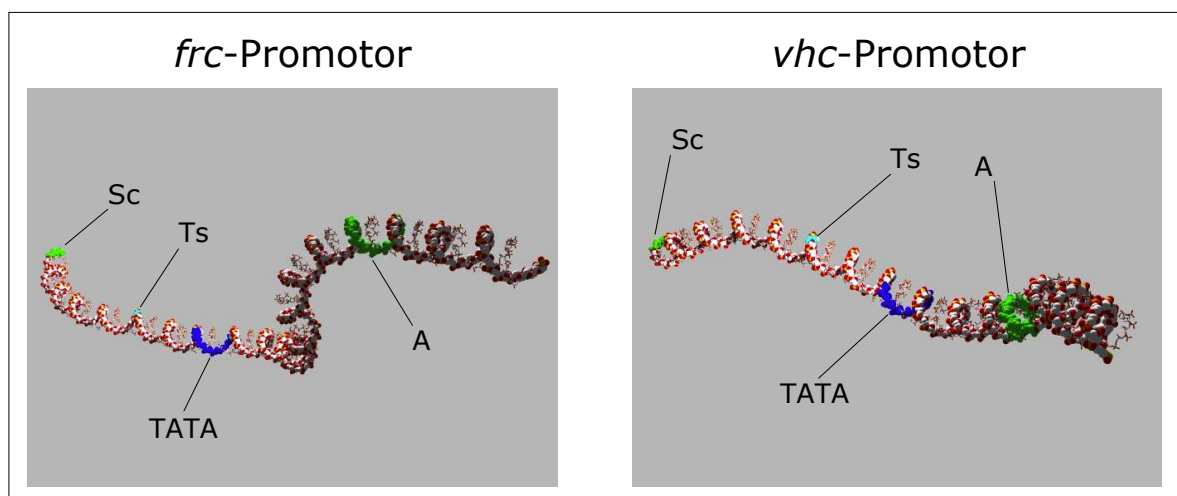 frc-Promotor
vhc-Promotor
Sc
Ts
A
TATA
Sc
Ts
A
TATA